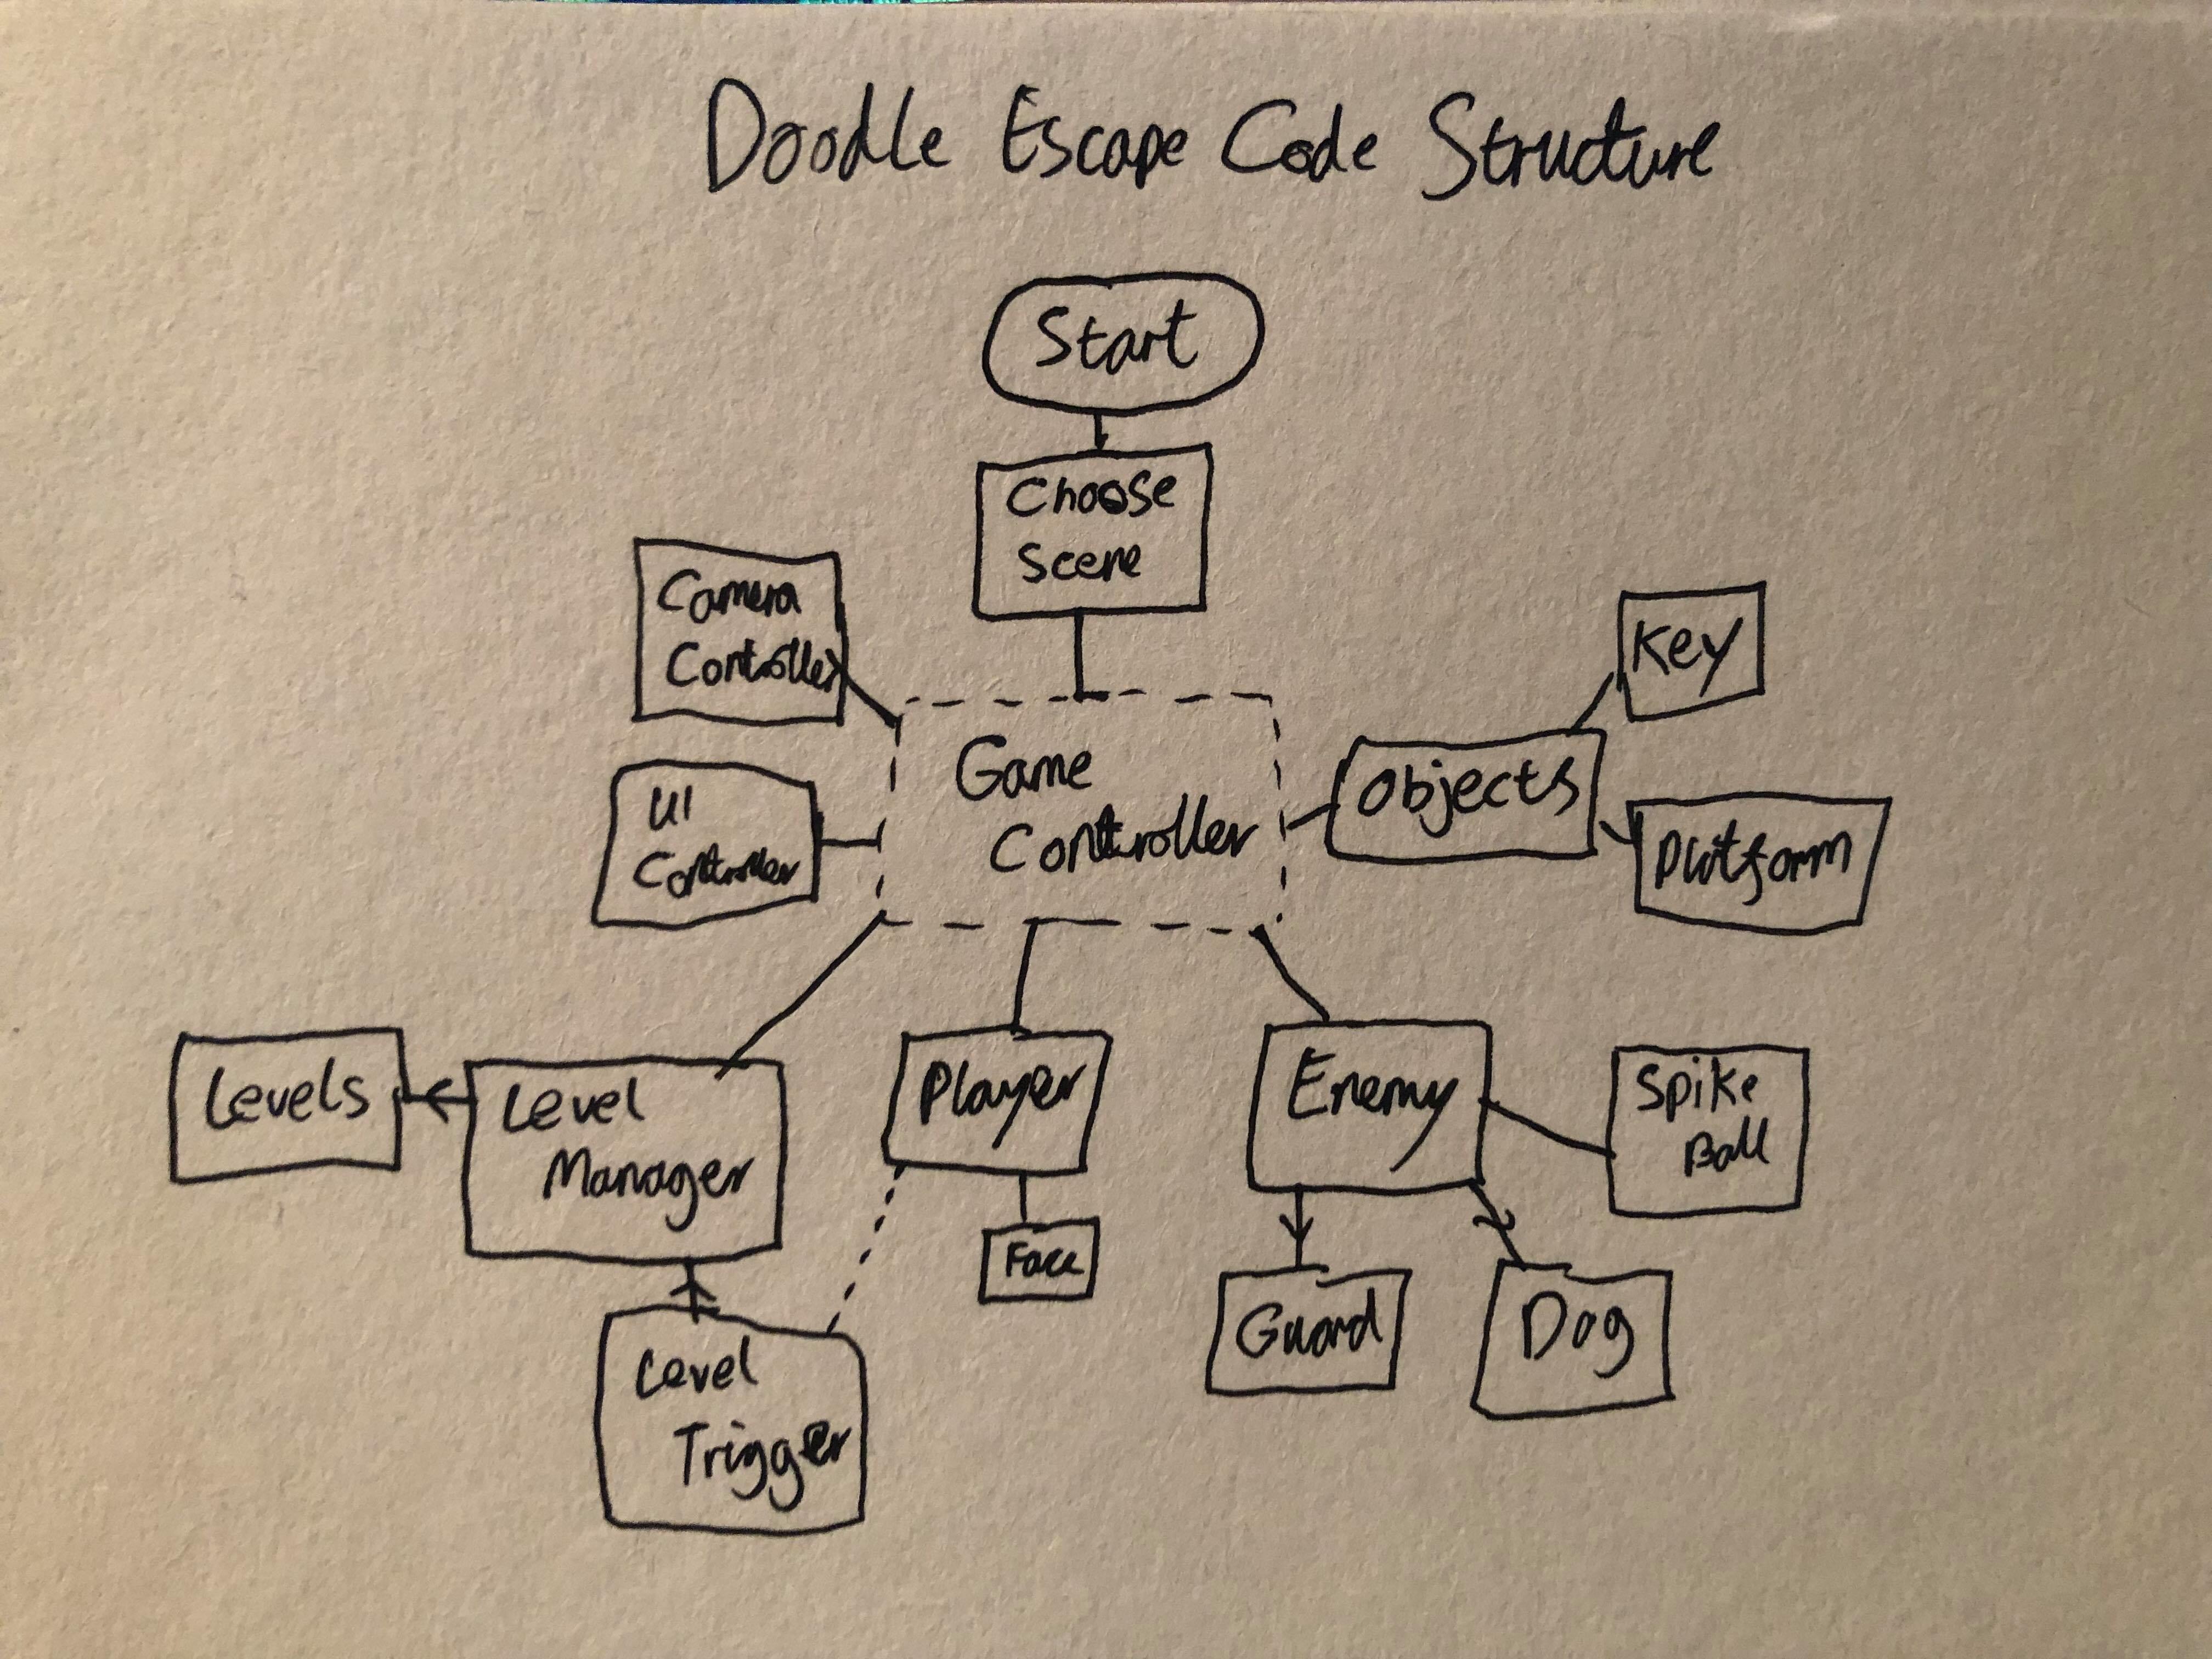 Doodle Escape Code Structure
Start
Choose
Scene
Camera
Controller
Key
Game
Controller
Objects
UI
Controller
Platform
Levels
Level
Manager
Player
Enemy
Spike
Ball
Face
Guard
Dog
Level
Trigger